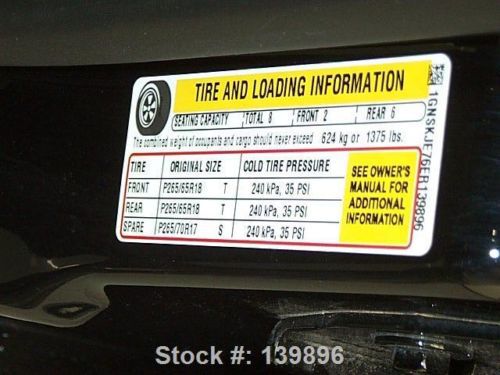 TIRE AND LOADING INFORMATION
SEATING CAPACITY TOTAL 8 FRONT 2 REAR 6
The combined weight of occupants and cargo should never exceed 624 kg or 1375 lbs.
TIRE ORIGINAL SIZE COLD TIRE PRESSURE
FRONT P265/65R18 T 240 kPa, 35 PSI
REAR P265/65R18 T 240 kPa, 35 PSI
SPARE P265/70R17 S 240 kPa, 35 PSI
SEE OWNER'S
MANUAL FOR
ADDITIONAL
INFORMATION
1GNSKJE76ER139896
Stock #: 139896